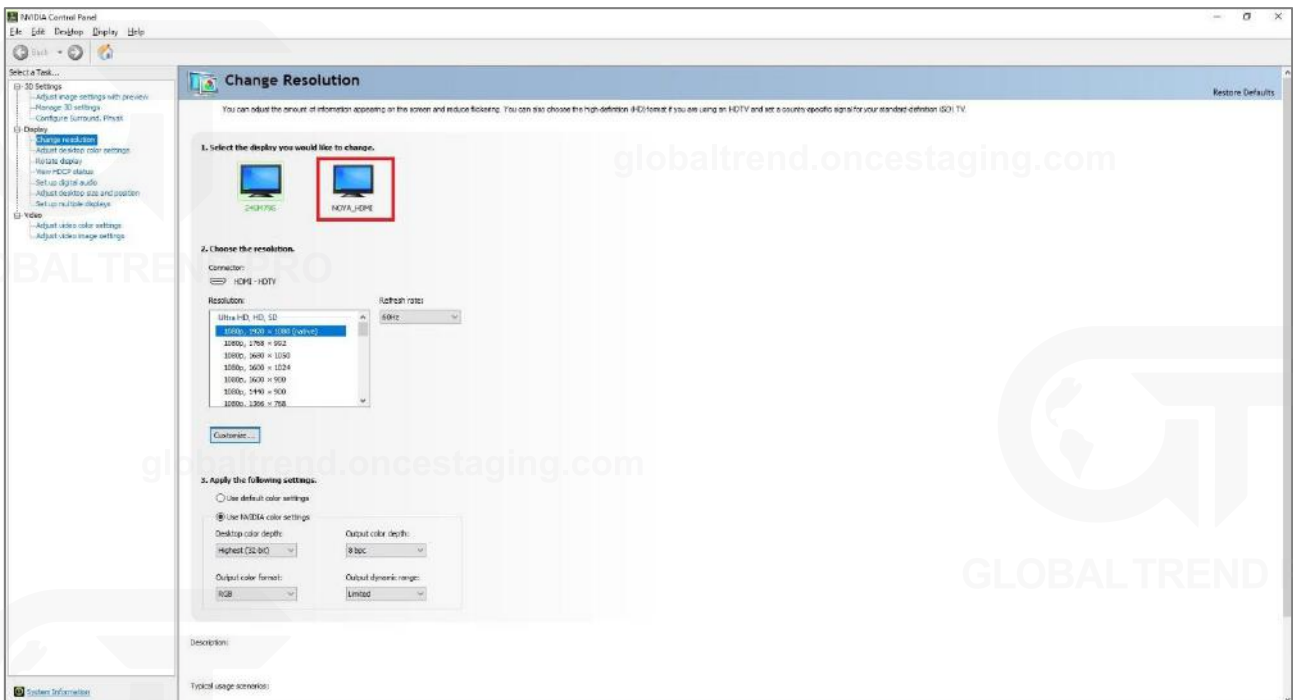 NVIDIA Control Panel
File Edit Desktop Display Help
Back
Select a Task...
3D Settings
Adjust image settings with preview
Manage 3D settings
Configure Surround, PhysX
Display
Change resolution
Adjust desktop color settings
Rotate display
View HDCP status
Set up digital audio
Adjust desktop size and position
Set up multiple displays
Video
Adjust video color settings
Adjust video image settings
System Information
Change Resolution
Restore Defaults
You can adjust the amount of information appearing on the screen and reduce flickering. You can also choose the high-definition (HD) format if you are using an HDTV and set a country-specific signal for your standard-definition (SD) TV.
1. Select the display you would like to change.
NOVA_HDMI
2. Choose the resolution.
Connector:
HDMI - HDTV
Resolution: Refresh rate:
Ultra HD, HD, SD 60Hz
1080p, 1920 × 1080 (native)
1080p, 1768 × 992
1080p, 1680 × 1050
1080p, 1600 × 1024
1080p, 1600 × 900
1080p, 1440 × 900
1080p, 1366 × 768
Customize...
3. Apply the following settings.
Use default color settings
Use NVIDIA color settings
Desktop color depth: Output color depth:
Highest (32-bit) 8 bpc
Output color format: Output dynamic range:
RGB Limited
Description:
Typical usage scenarios:
globaltrend.oncestaging.com
globaltrend.oncestaging.com
GLOBAL TREND